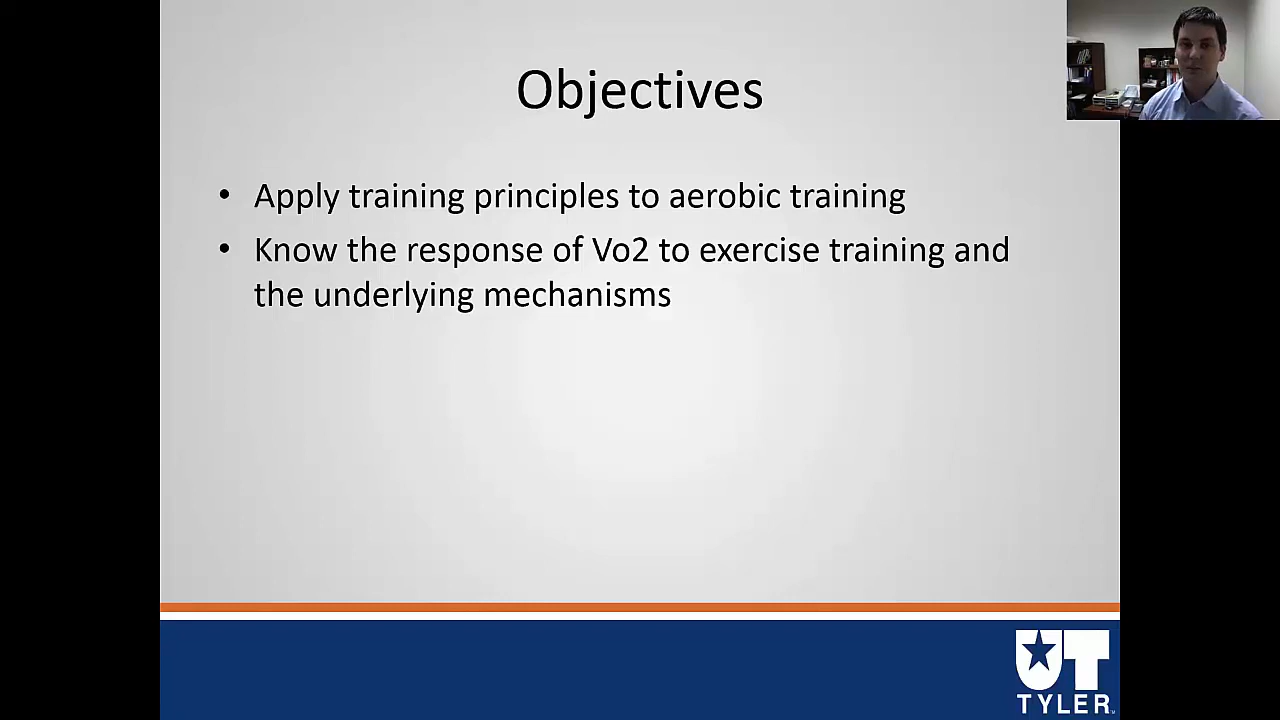 Objectives
• Apply training principles to aerobic training
• Know the response of Vo2 to exercise training and
the underlying mechanisms
UT
TYLER